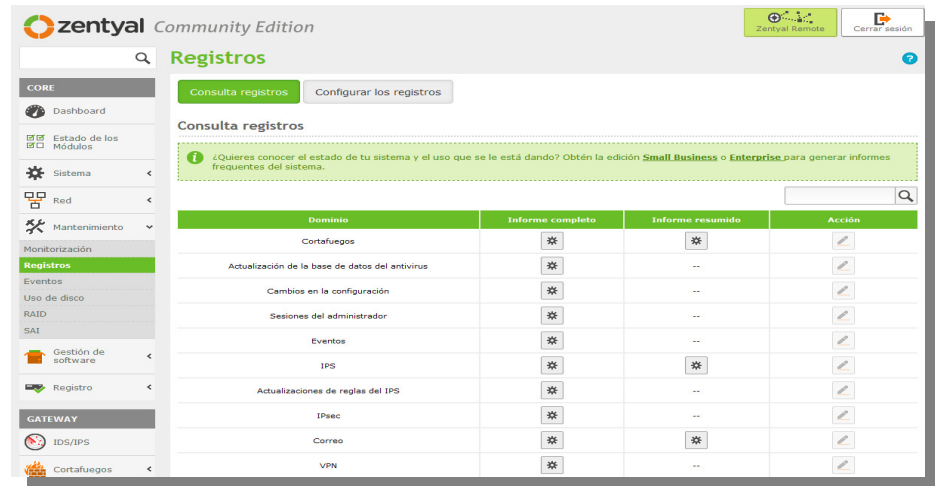 zentyal Community Edition
Zentyal Remote
Cerrar sesión
Registros
CORE
Dashboard
Estado de los
Módulos
Sistema
Red
Mantenimiento
Monitorización
Registros
Eventos
Uso de disco
RAID
SAI
Gestión de
software
Registro
GATEWAY
IDS/IPS
Cortafuegos
Consulta registros
Configurar los registros
Consulta registros
¿Quieres conocer el estado de tu sistema y el uso que se le está dando? Obtén la edición Small Business o Enterprise para generar informes
frequentes del sistema.
Dominio Informe completo Informe resumido Acción
Cortafuegos
Actualización de la base de datos del antivirus --
Cambios en la configuración --
Sesiones del administrador --
Eventos --
IPS
Actualizaciones de reglas del IPS --
IPsec --
Correo
VPN --